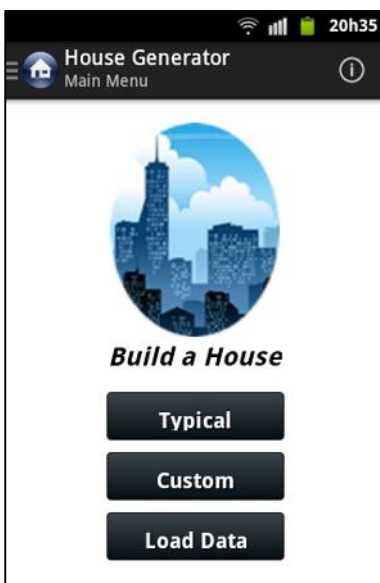 20h35
House Generator
Main Menu
Build a House
Typical
Custom
Load Data